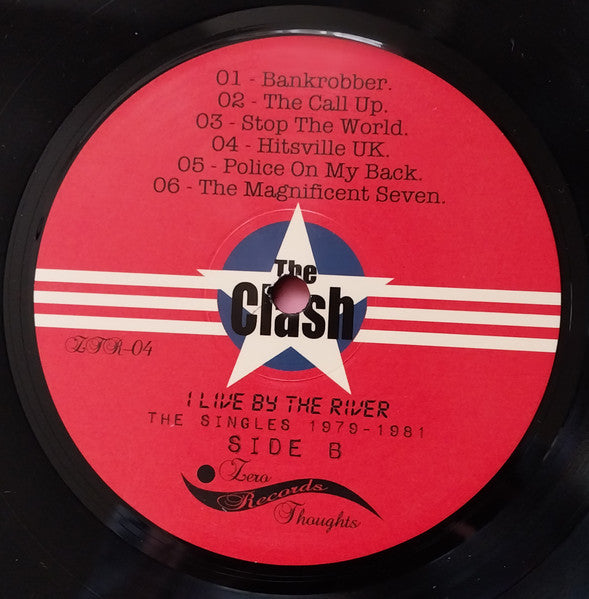 01 - Bankrobber.
02 - The Call Up.
03 - Stop The World.
04 - Hitsville UK.
05 - Police On My Back.
06 - The Magnificent Seven.
The
Clash
ZTR-04
I LIVE BY THE RIVER
THE SINGLES 1979-1981
SIDE B
Zero
Records
Thoughts